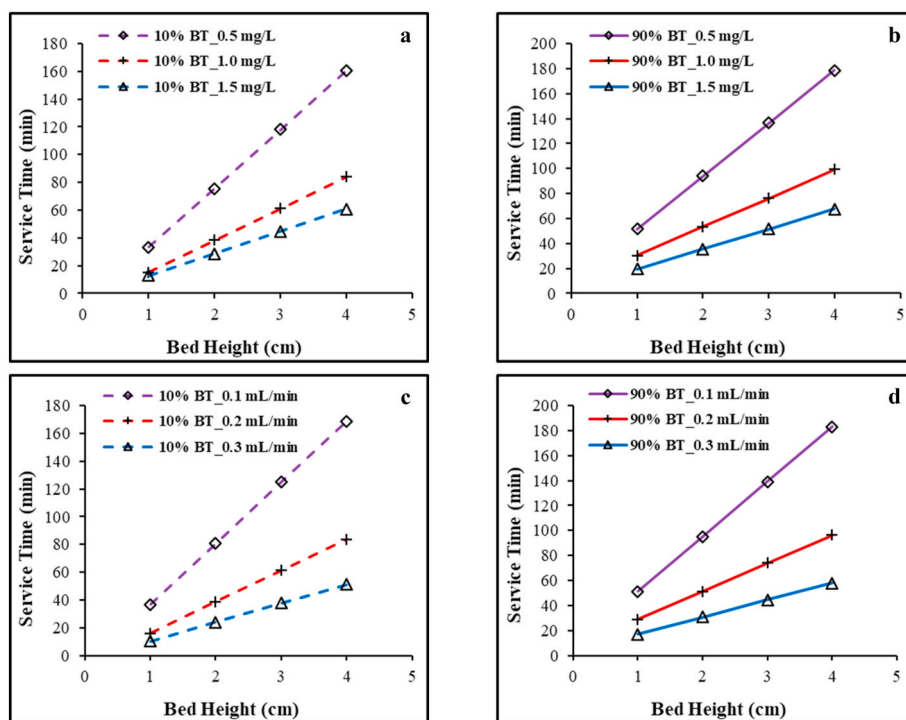 a
10% BT_0.5 mg/L
10% BT_1.0 mg/L
10% BT_1.5 mg/L
180
160
140
120
100
80
60
40
20
0
0 1 2 3 4 5
Service Time (min)
Bed Height (cm)
b
90% BT_0.5 mg/L
90% BT_1.0 mg/L
90% BT_1.5 mg/L
200
180
160
140
120
100
80
60
40
20
0
0 1 2 3 4 5
Service Time (min)
Bed Height (cm)
c
10% BT_0.1 mL/min
10% BT_0.2 mL/min
10% BT_0.3 mL/min
180
160
140
120
100
80
60
40
20
0
0 1 2 3 4 5
Service Time (min)
Bed Height (cm)
d
90% BT_0.1 mL/min
90% BT_0.2 mL/min
90% BT_0.3 mL/min
200
180
160
140
120
100
80
60
40
20
0
0 1 2 3 4 5
Service Time (min)
Bed Height (cm)